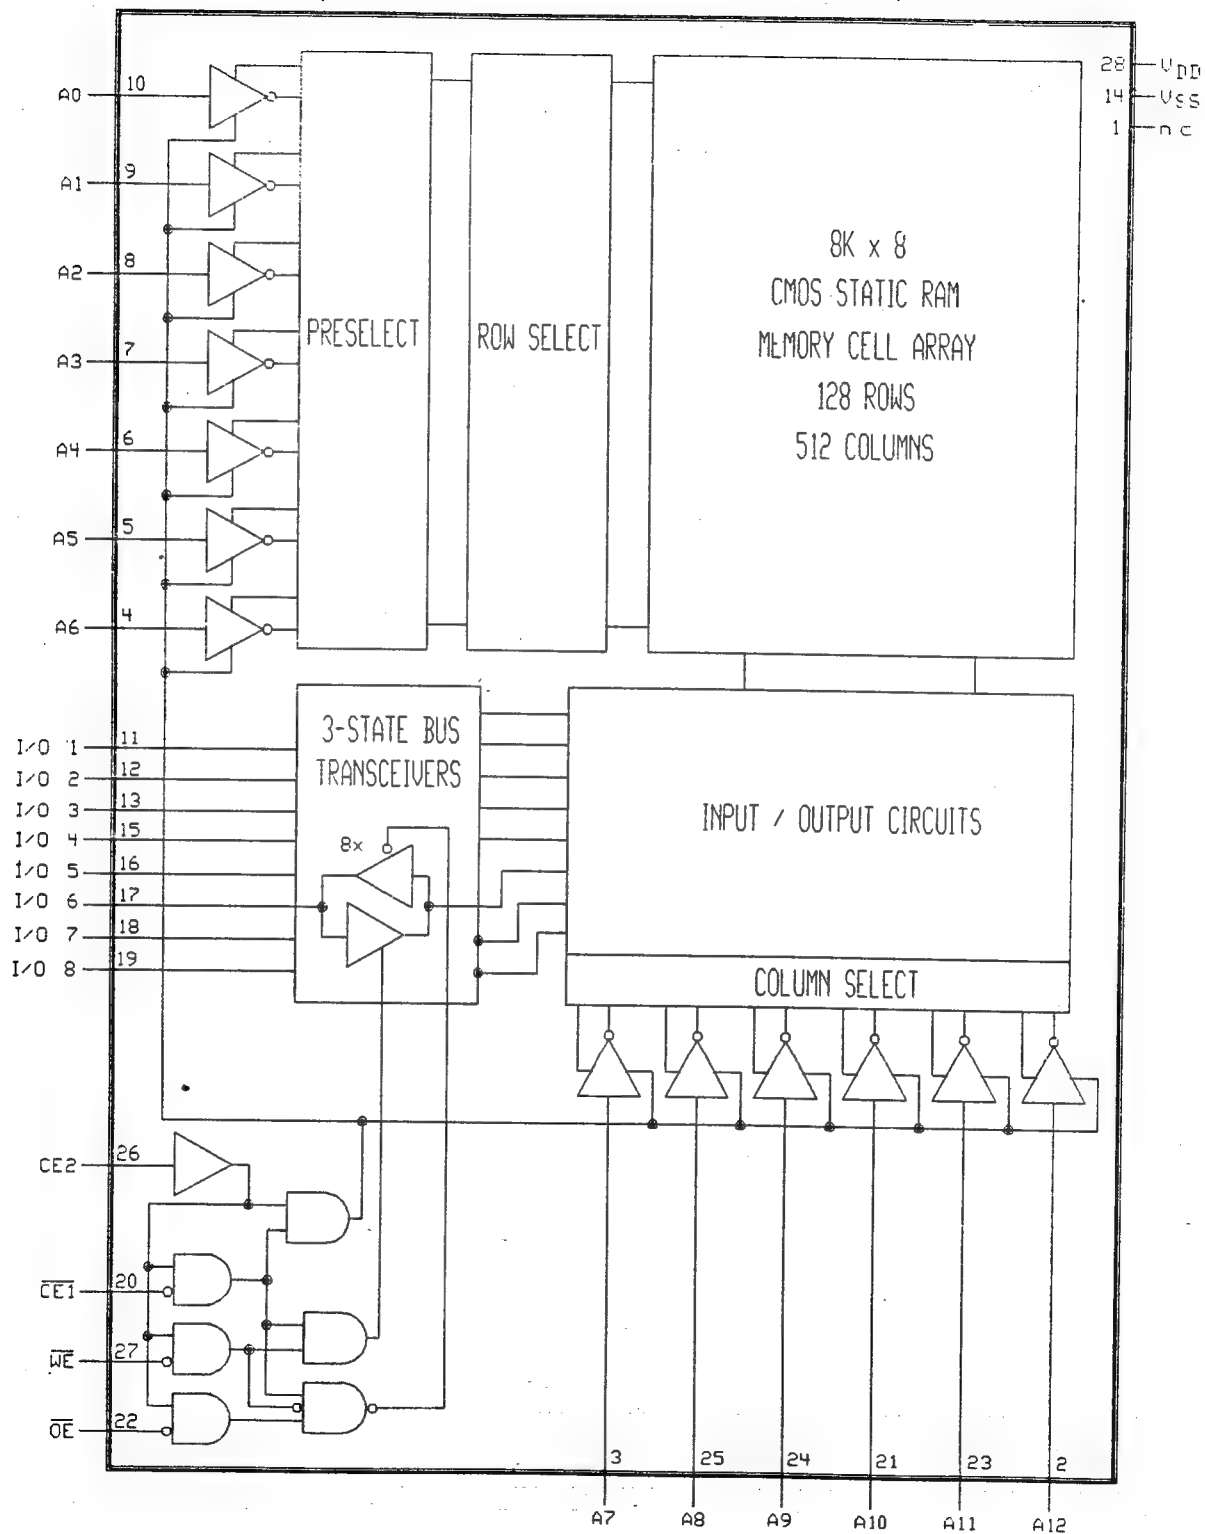 A0 10
A1 9
A2 8
A3 7
A4 6
A5 5
A6 4
PRESELECT
ROW SELECT
8K x 8
CMOS STATIC RAM
MEMORY CELL ARRAY
128 ROWS
512 COLUMNS
28 VDD
14 VSS
1 nc
I/O 1 11
I/O 2 12
I/O 3 13
I/O 4 15
I/O 5 16
I/O 6 17
I/O 7 18
I/O 8 19
3-STATE BUS
TRANSCEIVERS
8x
INPUT / OUTPUT CIRCUITS
COLUMN SELECT
CE2 26
C̅E̅1̅ 20
W̅E̅ 27
O̅E̅ 22
3 25 24 21 23 2
A7 A8 A9 A10 A11 A12